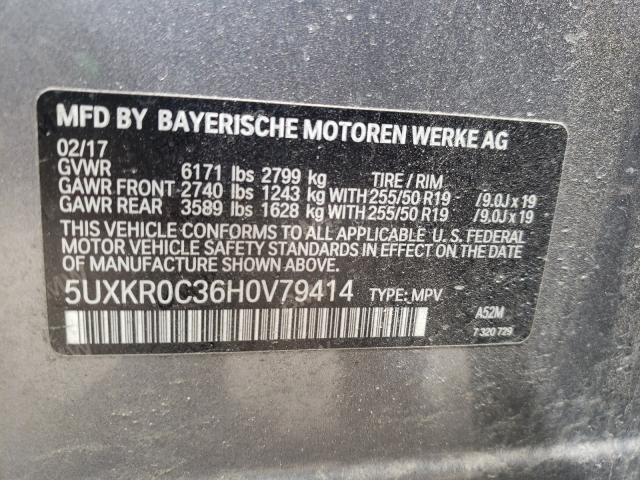 MFD BY BAYERISCHE MOTOREN WERKE AG
02/17
GVWR 6171 lbs 2799 kg TIRE / RIM
GAWR FRONT 2740 lbs 1243 kg WITH 255/50 R19 /9.0J x 19
GAWR REAR 3589 lbs 1628 kg WITH 255/50 R19 /9.0J x 19
THIS VEHICLE CONFORMS TO ALL APPLICABLE U. S. FEDERAL
MOTOR VEHICLE SAFETY STANDARDS IN EFFECT ON THE DATE
OF MANUFACTURE SHOWN ABOVE.
5UXKR0C36H0V79414 TYPE: MPV
A52M
7 320 729